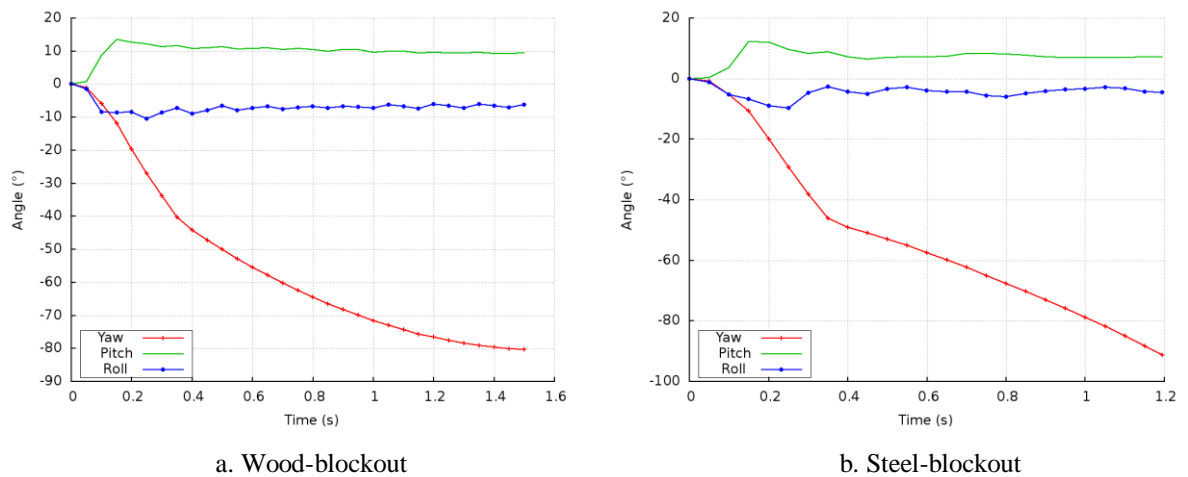 20
10
0
-10
-20
-30
-40
-50
-60
-70
-80
-90
Angle (°)
Yaw
Pitch
Roll
0 0.2 0.4 0.6 0.8 1 1.2 1.4 1.6
Time (s)
a. Wood-blockout
20
0
-20
-40
-60
-80
-100
Angle (°)
Yaw
Pitch
Roll
0 0.2 0.4 0.6 0.8 1 1.2
Time (s)
b. Steel-blockout